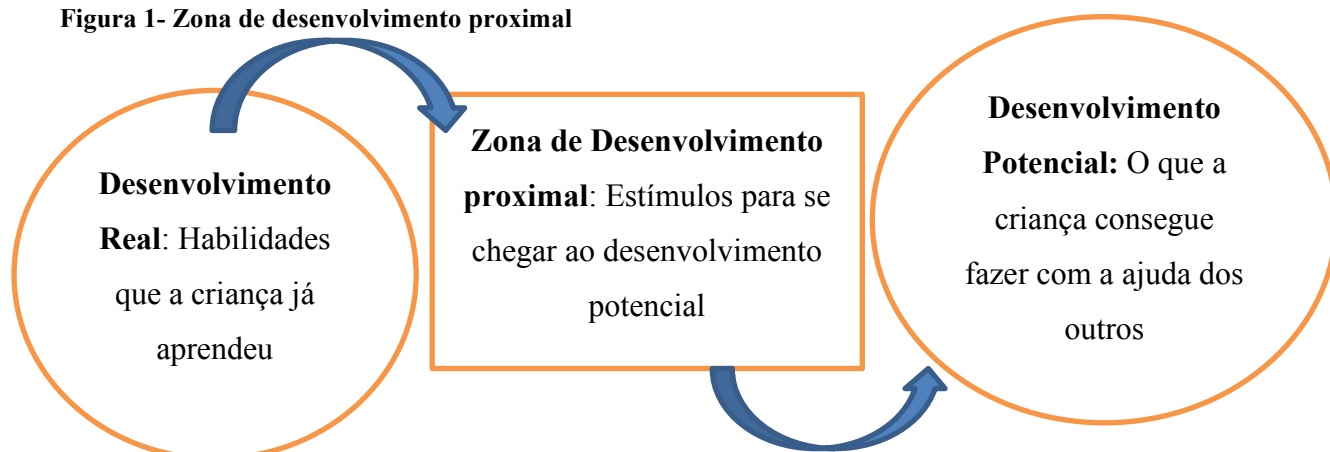 Figura 1- Zona de desenvolvimento proximal
Desenvolvimento
Real: Habilidades
que a criança já
aprendeu
Zona de Desenvolvimento
proximal: Estímulos para se
chegar ao desenvolvimento
potencial
Desenvolvimento
Potencial: O que a
criança consegue
fazer com a ajuda dos
outros